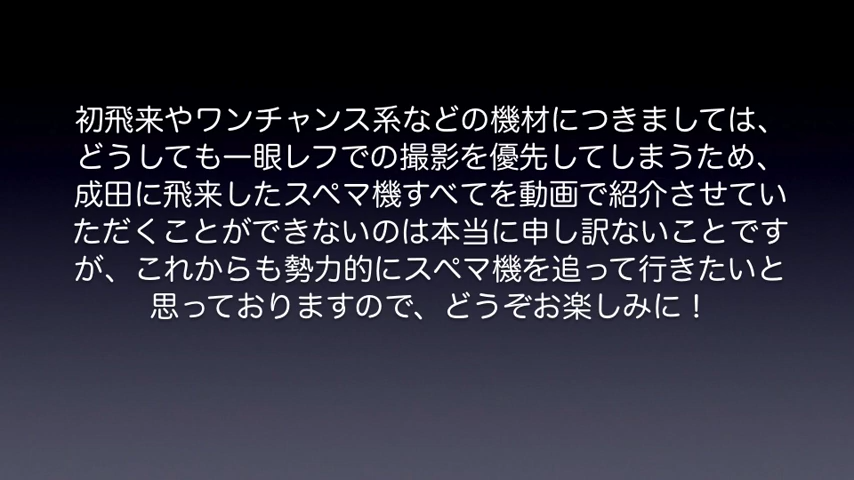 初飛来やワンチャンス系などの機材につきましては、
どうしても一眼レフでの撮影を優先してしまうため、
成田に飛来したスペマ機すべてを動画で紹介させてい
ただくことができないのは本当に申し訳ないことです
が、これからも勢力的にスペマ機を追って行きたいと
思っておりますので、どうぞお楽しみに！